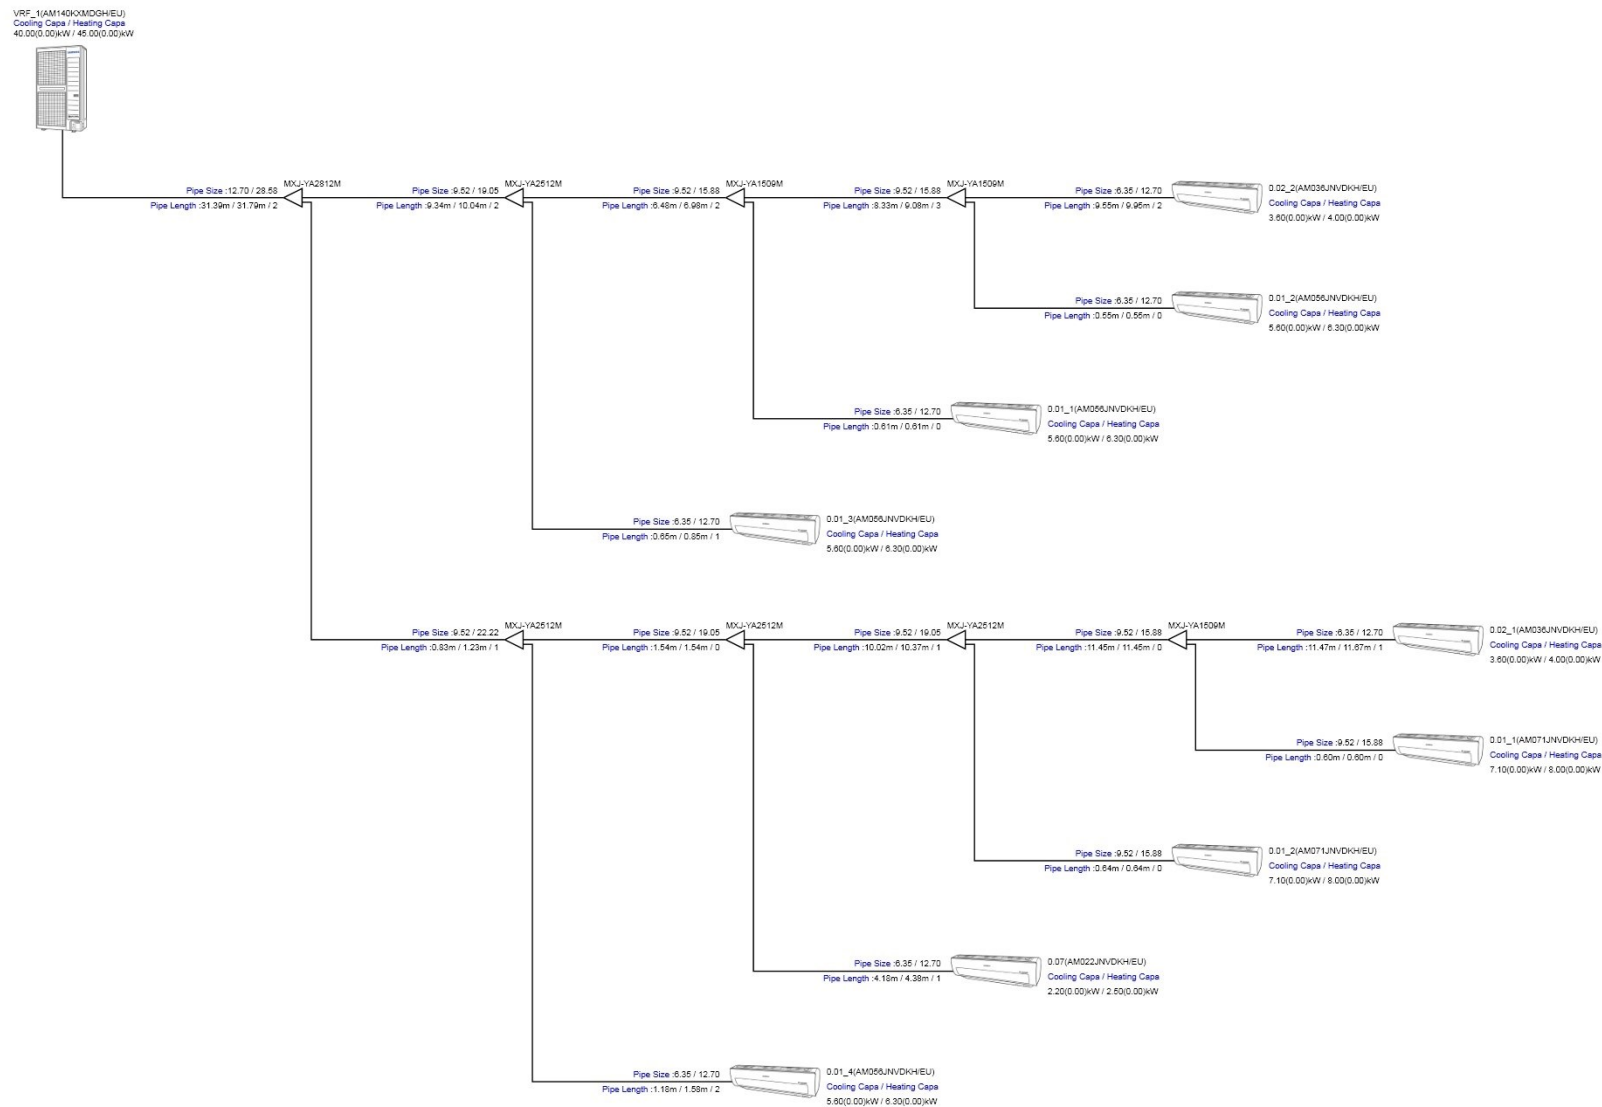 VRF_1(AM140KXMDGH/EU)
Cooling Capa / Heating Capa
40.00(0.00)kW / 45.00(0.00)kW
Pipe Size :12.70 / 28.58
Pipe Length :31.39m / 31.79m / 2
MXJ-YA2812M
Pipe Size :9.52 / 19.05
Pipe Length :9.34m / 10.04m / 2
MXJ-YA2512M
Pipe Size :9.52 / 15.88
Pipe Length :6.48m / 6.98m / 2
MXJ-YA1509M
Pipe Size :9.52 / 15.88
Pipe Length :8.33m / 9.08m / 3
MXJ-YA1509M
Pipe Size :6.35 / 12.70
Pipe Length :9.55m / 9.95m / 2
0.02_2(AM036JNVDKH/EU)
Cooling Capa / Heating Capa
3.60(0.00)kW / 4.00(0.00)kW
Pipe Size :6.35 / 12.70
Pipe Length :0.55m / 0.55m / 0
0.01_2(AM056JNVDKH/EU)
Cooling Capa / Heating Capa
5.60(0.00)kW / 6.30(0.00)kW
Pipe Size :6.35 / 12.70
Pipe Length :0.61m / 0.61m / 0
0.01_1(AM056JNVDKH/EU)
Cooling Capa / Heating Capa
5.60(0.00)kW / 6.30(0.00)kW
Pipe Size :6.35 / 12.70
Pipe Length :0.65m / 0.85m / 1
0.01_3(AM056JNVDKH/EU)
Cooling Capa / Heating Capa
5.60(0.00)kW / 6.30(0.00)kW
Pipe Size :9.52 / 22.22
Pipe Length :0.83m / 1.23m / 1
MXJ-YA2512M
Pipe Size :9.52 / 19.05
Pipe Length :1.54m / 1.54m / 0
MXJ-YA2512M
Pipe Size :9.52 / 19.05
Pipe Length :10.02m / 10.37m / 1
MXJ-YA2512M
Pipe Size :9.52 / 15.88
Pipe Length :11.45m / 11.45m / 0
MXJ-YA1509M
Pipe Size :6.35 / 12.70
Pipe Length :11.47m / 11.67m / 1
0.02_1(AM036JNVDKH/EU)
Cooling Capa / Heating Capa
3.60(0.00)kW / 4.00(0.00)kW
Pipe Size :9.52 / 15.88
Pipe Length :0.60m / 0.60m / 0
0.01_1(AM071JNVDKH/EU)
Cooling Capa / Heating Capa
7.10(0.00)kW / 8.00(0.00)kW
Pipe Size :9.52 / 15.88
Pipe Length :0.64m / 0.64m / 0
0.01_2(AM071JNVDKH/EU)
Cooling Capa / Heating Capa
7.10(0.00)kW / 8.00(0.00)kW
Pipe Size :6.35 / 12.70
Pipe Length :4.18m / 4.38m / 1
0.07(AM022JNVDKH/EU)
Cooling Capa / Heating Capa
2.20(0.00)kW / 2.50(0.00)kW
Pipe Size :6.35 / 12.70
Pipe Length :1.18m / 1.58m / 2
0.01_4(AM056JNVDKH/EU)
Cooling Capa / Heating Capa
5.60(0.00)kW / 6.30(0.00)kW